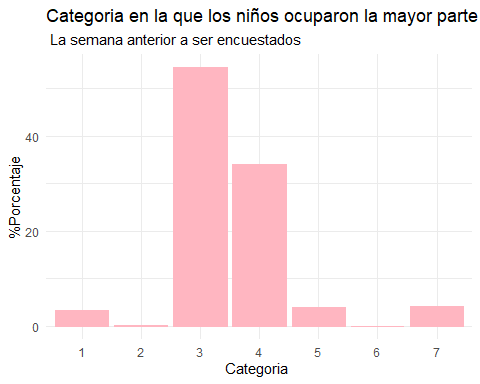 Categoria en la que los niños ocuparon la mayor parte
La semana anterior a ser encuestados
%Porcentaje
40
20
0
1 2 3 4 5 6 7
Categoria